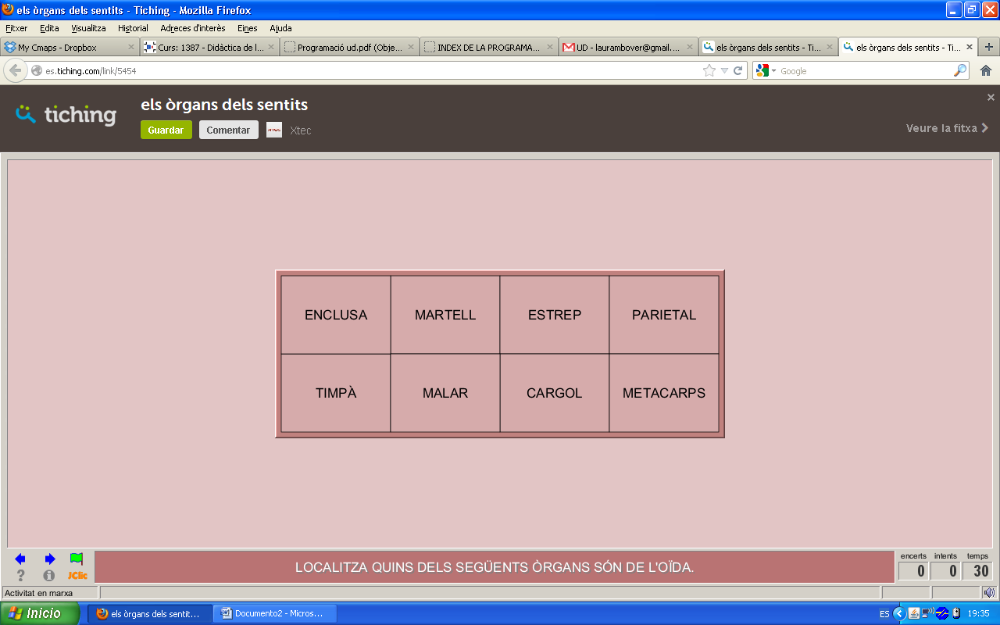 els òrgans dels sentits - Tiching - Mozilla Firefox
Fitxer Edita Visualitza Historial Adreces d'interès Eines Ajuda
My Cmaps - Dropbox Curs: 1387 - Didàctica de l... Programació ud.pdf (Obje... INDEX DE LA PROGRAMA... UD - laurambover@gmail.... els òrgans dels sentits - Ti... els òrgans dels sentits - Ti...
es.tiching.com/link/5454 Google
tiching els òrgans dels sentits
Guardar Comentar Xtec Veure la fitxa
ENCLUSA MARTELL ESTREP PARIETAL
TIMPÀ MALAR CARGOL METACARPS
LOCALITZA QUINS DELS SEGÜENTS ÒRGANS SÓN DE L'OÏDA.
encerts intents temps
0 0 30
JClic
Activitat en marxa
Inicio els òrgans dels sentit... Documento2 - Micros... ES 19:35